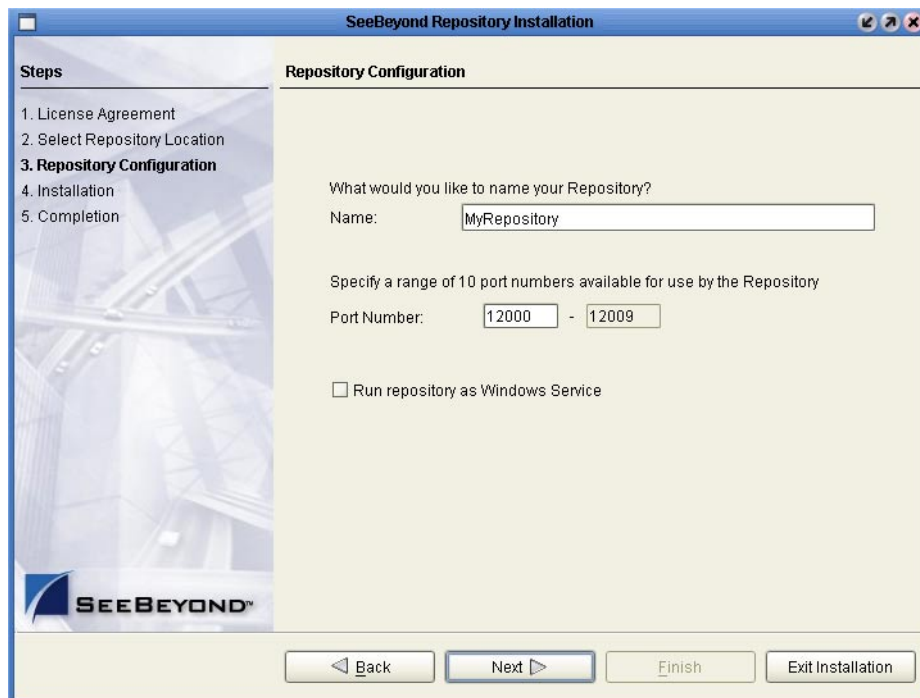 SeeBeyond Repository Installation
Steps
1. License Agreement
2. Select Repository Location
3. Repository Configuration
4. Installation
5. Completion
SEEBEYOND™
Repository Configuration
What would you like to name your Repository?
Name: MyRepository
Specify a range of 10 port numbers available for use by the Repository
Port Number: 12000 - 12009
Run repository as Windows Service
Back Next Finish Exit Installation